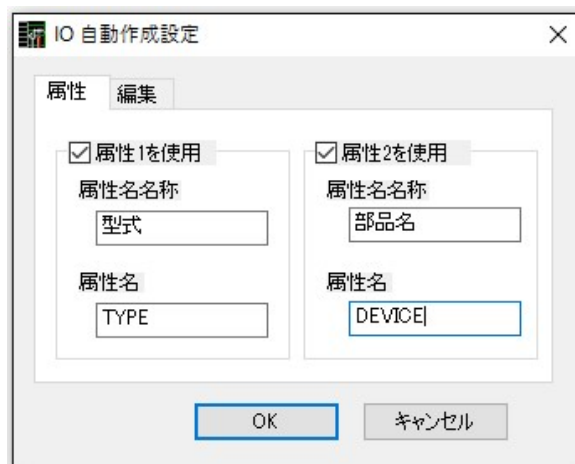 IO 自動作成設定
属性 編集
属性1を使用
属性名名称
型式
属性名
TYPE
属性2を使用
属性名名称
部品名
属性名
DEVICE
OK キャンセル